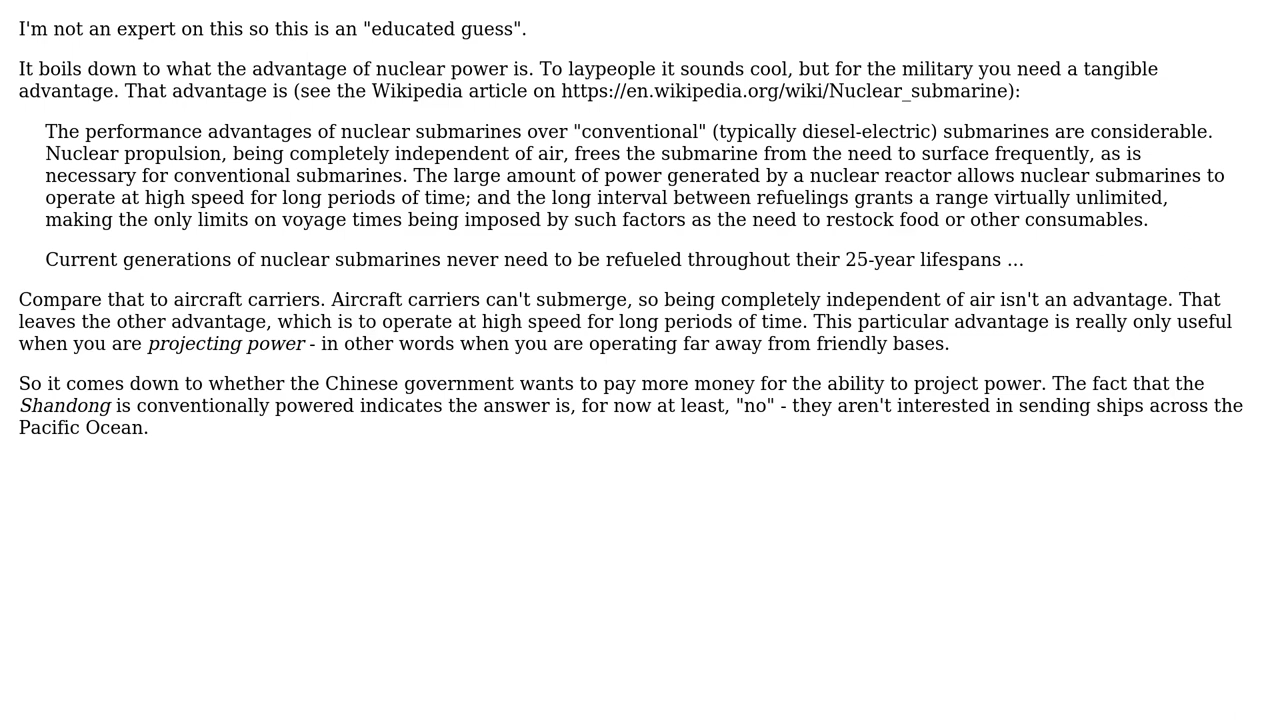 I'm not an expert on this so this is an "educated guess".
It boils down to what the advantage of nuclear power is. To laypeople it sounds cool, but for the military you need a tangible
advantage. That advantage is (see the Wikipedia article on https://en.wikipedia.org/wiki/Nuclear_submarine):
The performance advantages of nuclear submarines over "conventional" (typically diesel-electric) submarines are considerable.
Nuclear propulsion, being completely independent of air, frees the submarine from the need to surface frequently, as is
necessary for conventional submarines. The large amount of power generated by a nuclear reactor allows nuclear submarines to
operate at high speed for long periods of time; and the long interval between refuelings grants a range virtually unlimited,
making the only limits on voyage times being imposed by such factors as the need to restock food or other consumables.
Current generations of nuclear submarines never need to be refueled throughout their 25-year lifespans ...
Compare that to aircraft carriers. Aircraft carriers can't submerge, so being completely independent of air isn't an advantage. That
leaves the other advantage, which is to operate at high speed for long periods of time. This particular advantage is really only useful
when you are projecting power - in other words when you are operating far away from friendly bases.
So it comes down to whether the Chinese government wants to pay more money for the ability to project power. The fact that the
Shandong is conventionally powered indicates the answer is, for now at least, "no" - they aren't interested in sending ships across the
Pacific Ocean.